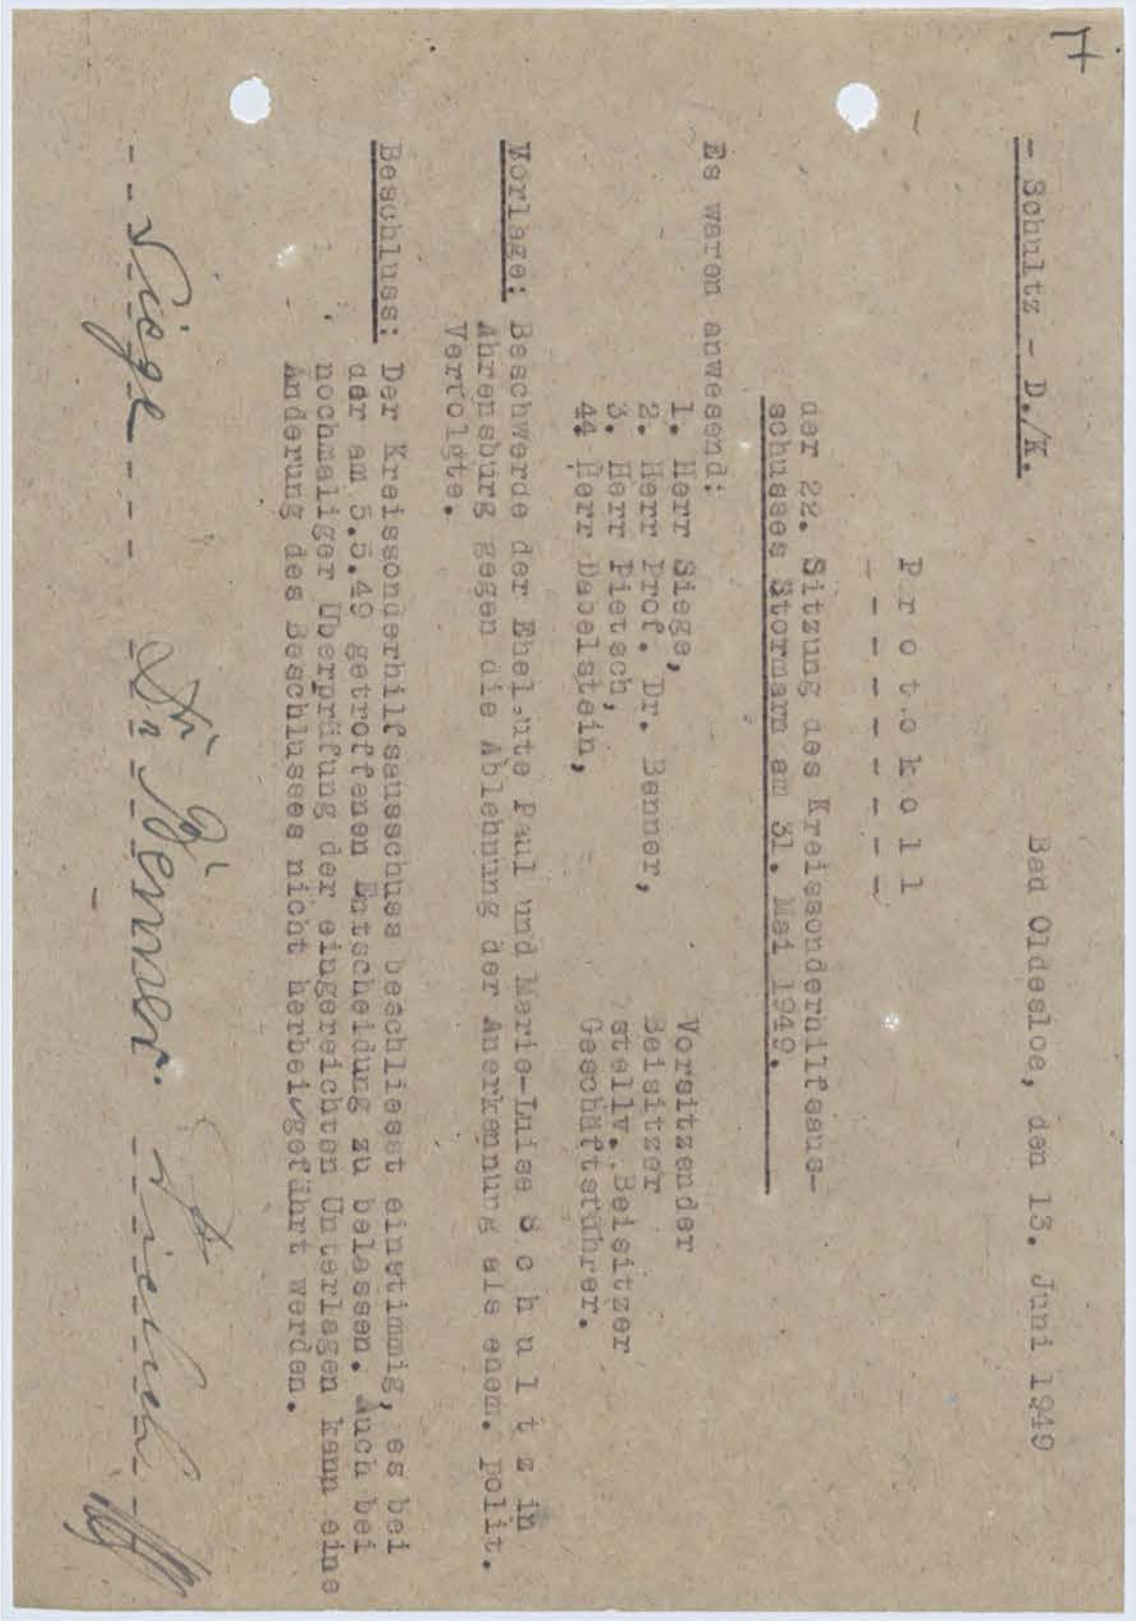 - Schultz - D./K.
Bad Oldesloe, den 13. Juni 1949
P r o t o k o l l
- - - - - - - - - -
der 22. Sitzung des Kreissonderhilfsaus-
schusses Stormarn am 31. Mai 1949.
Es waren anwesend:
1. Herr Siege, Vorsitzender
2. Herr Prof. Dr. Benner, Beisitzer
3. Herr Pietsch, stellv. Beisitzer
4. Herr Dabelstein, Geschäftsführer.
Vorlage: Beschwerde der Eheleute Paul und Marie-Luise S c h u l t z in
Ahrensburg gegen die Ablehnung der Anerkennung als ehem. polit.
Verfolgte.
Beschluss: Der Kreissonderhilfsausschuss beschliesst einstimmig, es bei
der am 5.5.49 getroffenen Entscheidung zu belassen. Auch bei
nochmaliger Überprüfung der eingereichten Unterlagen kann eine
Änderung des Beschlusses nicht herbeigeführt werden.
Siege Dr. Benner. Pietsch